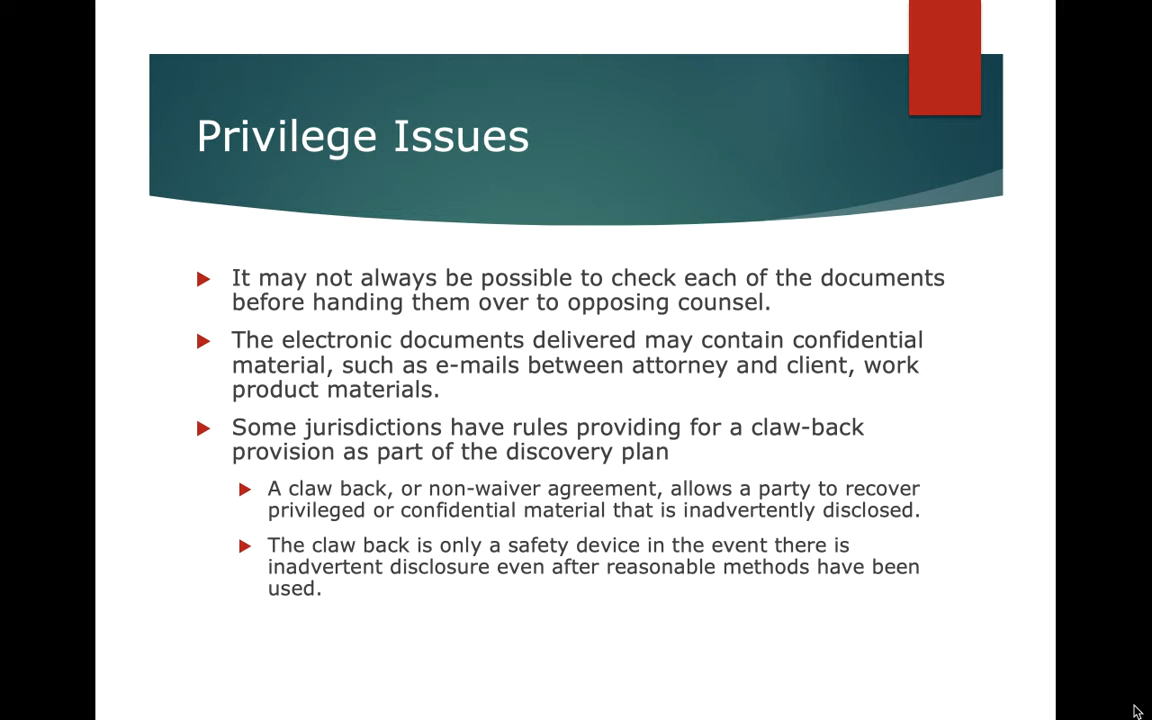 Privilege Issues
It may not always be possible to check each of the documents
before handing them over to opposing counsel.
The electronic documents delivered may contain confidential
material, such as e-mails between attorney and client, work
product materials.
Some jurisdictions have rules providing for a claw-back
provision as part of the discovery plan
A claw back, or non-waiver agreement, allows a party to recover
privileged or confidential material that is inadvertently disclosed.
The claw back is only a safety device in the event there is
inadvertent disclosure even after reasonable methods have been
used.